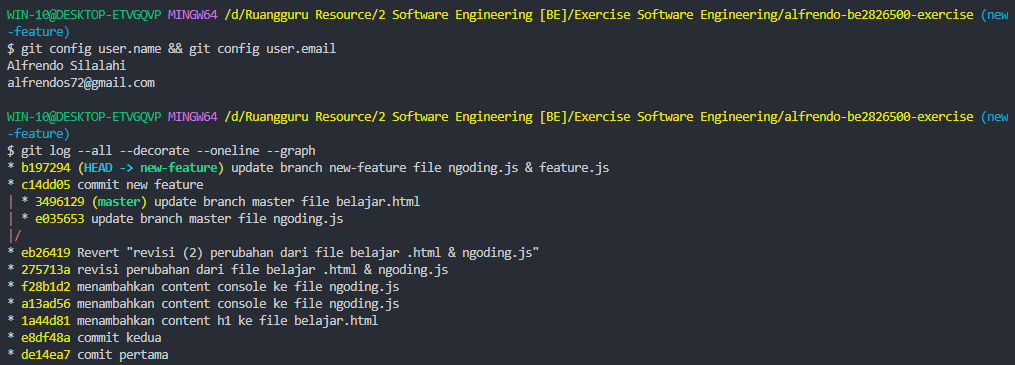 WIN-10@DESKTOP-ETVGQVP MINGW64 /d/Ruangguru Resource/2 Software Engineering [BE]/Exercise Software Engineering/alfrendo-be2826500-exercise (new
-feature)
$ git config user.name && git config user.email
Alfrendo Silalahi
alfrendos72@gmail.com
WIN-10@DESKTOP-ETVGQVP MINGW64 /d/Ruangguru Resource/2 Software Engineering [BE]/Exercise Software Engineering/alfrendo-be2826500-exercise (new
-feature)
$ git log --all --decorate --oneline --graph
* b197294 (HEAD -> new-feature) update branch new-feature file ngoding.js & feature.js
* c14dd05 commit new feature
| * 3496129 (master) update branch master file belajar.html
| * e035653 update branch master file ngoding.js
|/
* eb26419 Revert "revisi (2) perubahan dari file belajar .html & ngoding.js"
* 275713a revisi perubahan dari file belajar .html & ngoding.js
* f28b1d2 menambahkan content console ke file ngoding.js
* a13ad56 menambahkan content console ke file ngoding.js
* 1a44d81 menambahkan content h1 ke file belajar.html
* e8df48a commit kedua
* de14ea7 comit pertama